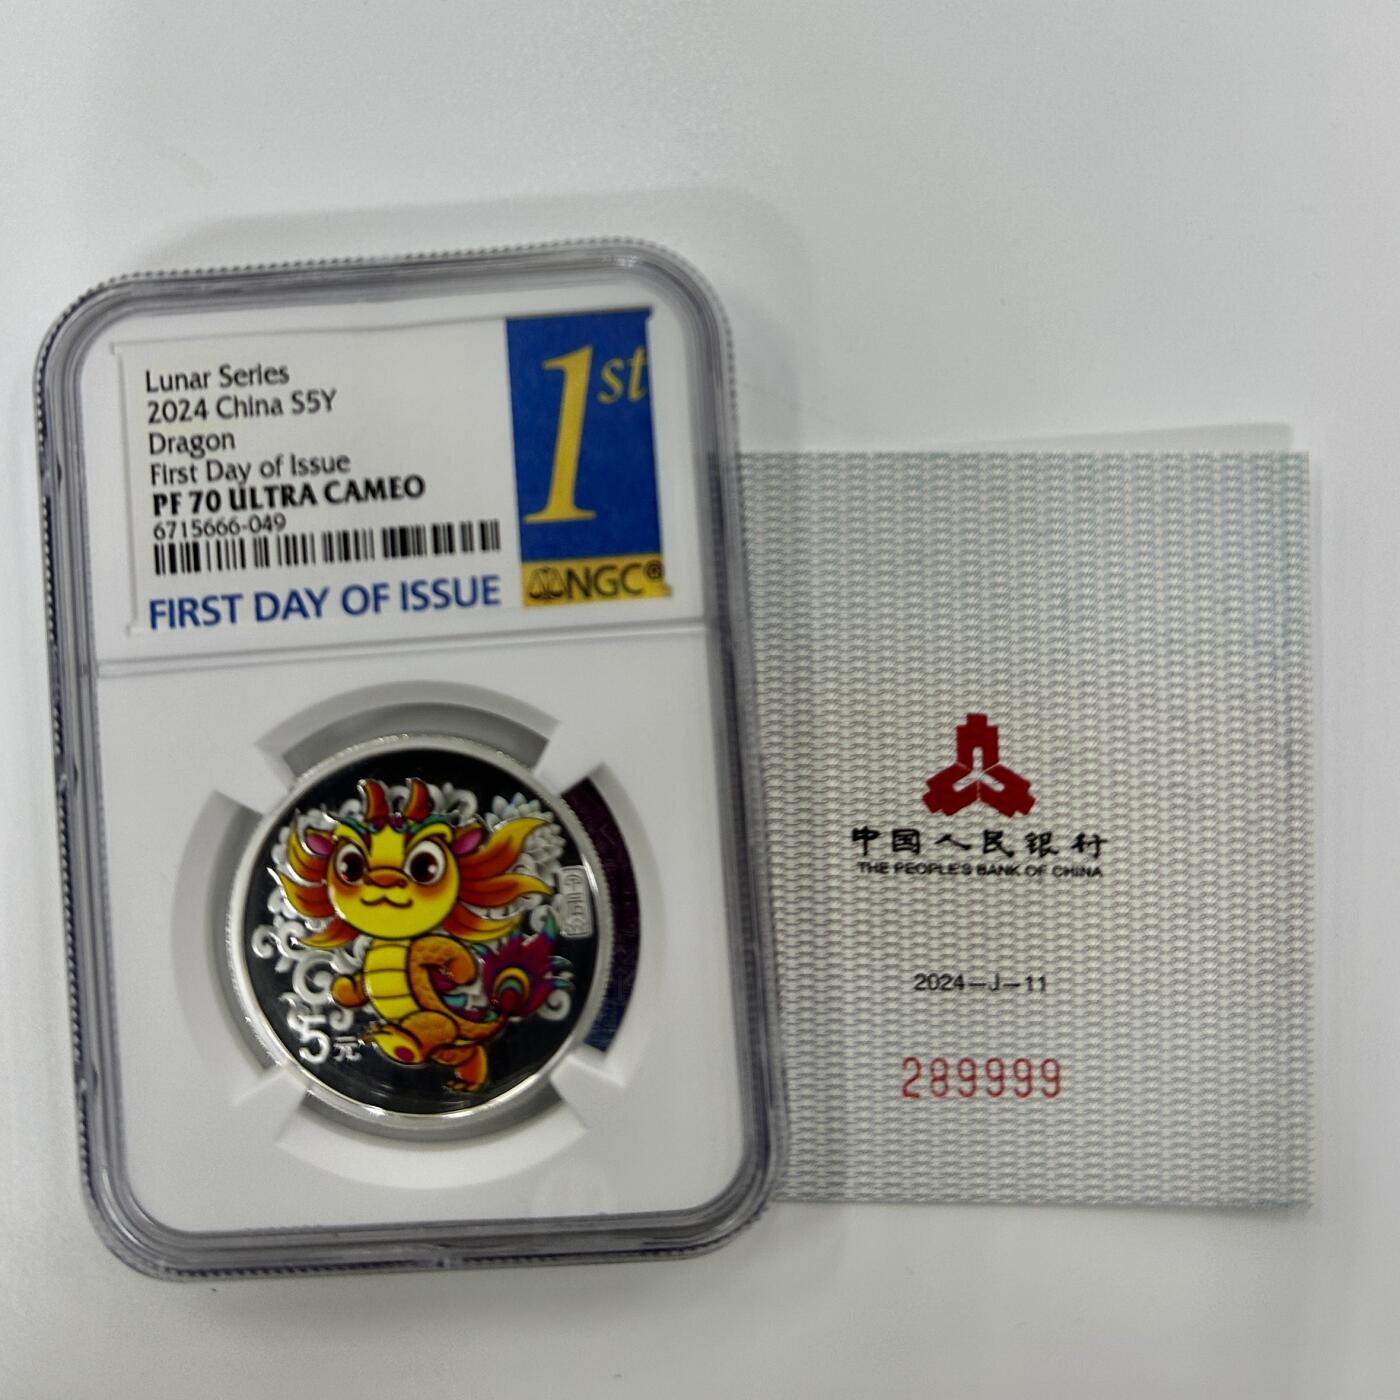 Lunar Series
2024 China S5Y
Dragon
First Day of Issue
PF 70 ULTRA CAMEO
6715666-049
FIRST DAY OF ISSUE
1st
NGC®
5元
中国人民银行
THE PEOPLE'S BANK OF CHINA
2024-J-11
289999